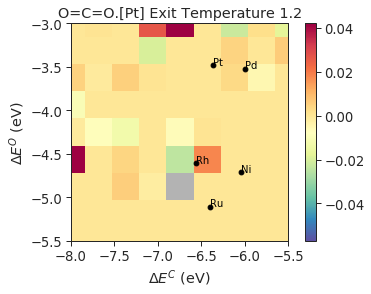 O=C=O.[Pt] Exit Temperature 1.2
−3.0
−3.5
−4.0
−4.5
−5.0
−5.5
ΔE^O (eV)
Pt
Pd
Rh
Ni
Ru
−8.0 −7.5 −7.0 −6.5 −6.0 −5.5
ΔE^C (eV)
0.04
0.02
0.00
−0.02
−0.04